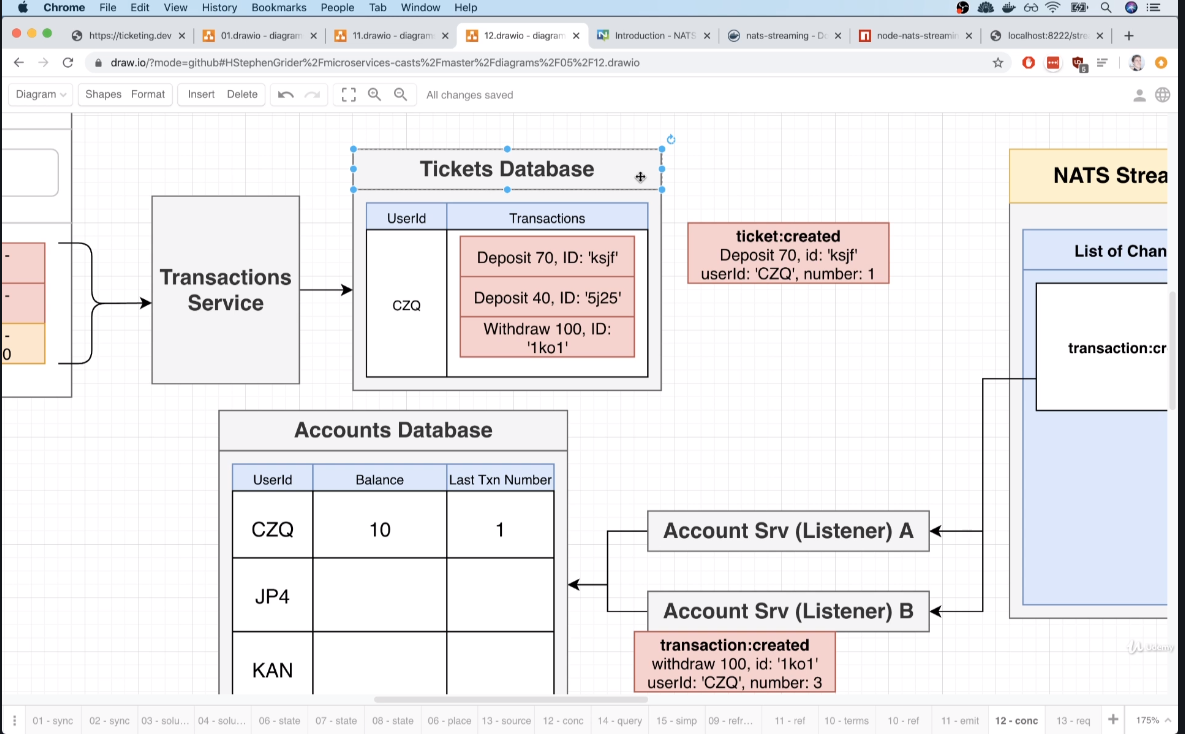 Chrome File Edit View History Bookmarks People Tab Window Help
https://ticketing.dev
01.drawio - diagram
11.drawio - diagram
12.drawio - diagram
Introduction - NATS
nats-streaming - D
node-nats-streamin
localhost:8222/stre
draw.io/?mode=github#HStephenGrider%2Fmicroservices-casts%2Fmaster%2Fdiagrams%2F05%2F12.drawio
Diagram Shapes Format Insert Delete All changes saved
Tickets Database
UserId Transactions
CZQ
Deposit 70, ID: 'ksjf'
Deposit 40, ID: '5j25'
Withdraw 100, ID:
'1ko1'
Transactions
Service
-
-
-
0
ticket:created
Deposit 70, id: 'ksjf'
userId: 'CZQ', number: 1
NATS Strea
List of Chan
transaction:cr
Accounts Database
UserId Balance Last Txn Number
CZQ 10 1
JP4
KAN
Account Srv (Listener) A
Account Srv (Listener) B
transaction:created
withdraw 100, id: '1ko1'
userId: 'CZQ', number: 3
Udemy
01 - sync 02 - sync 03 - solu... 04 - solu... 06 - state 07 - state 08 - state 06 - place 13 - source 12 - conc 14 - query 15 - simp 09 - refr... 11 - ref 10 - terms 10 - ref 11 - emit 12 - conc 13 - req 175%